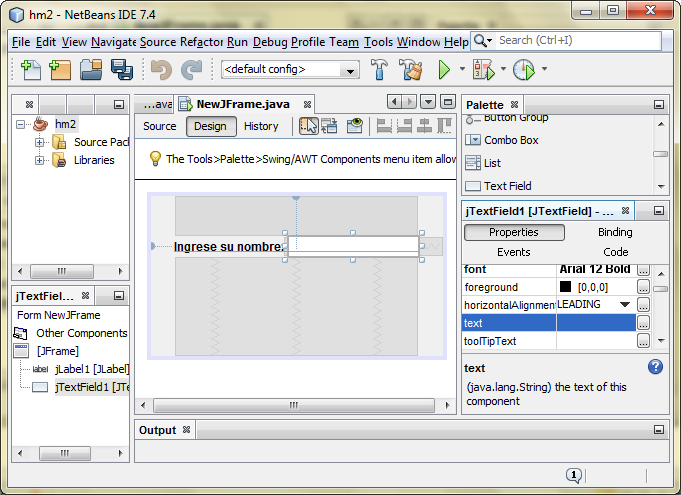 hm2 - NetBeans IDE 7.4
File Edit View Navigate Source Refactor Run Debug Profile Team Tools Window Help Search (Ctrl+I)
<default config>
...ava NewJFrame.java
Source Design History
The Tools>Palette>Swing/AWT Components menu item allow
hm2
Source Pac
Libraries
Ingrese su nombre:
jTextFiel...
Form NewJFrame
Other Components
[JFrame]
label jLabel1 [JLabel]
jTextField1 [JTe
Palette
Button Group
Combo Box
List
Text Field
jTextField1 [JTextField] - ...
Properties Binding
Events Code
font Arial 12 Bold ...
foreground [0,0,0] ...
horizontalAlignment LEADING ...
text ...
toolTipText ...
text
(java.lang.String) the text of this
component
Output
1